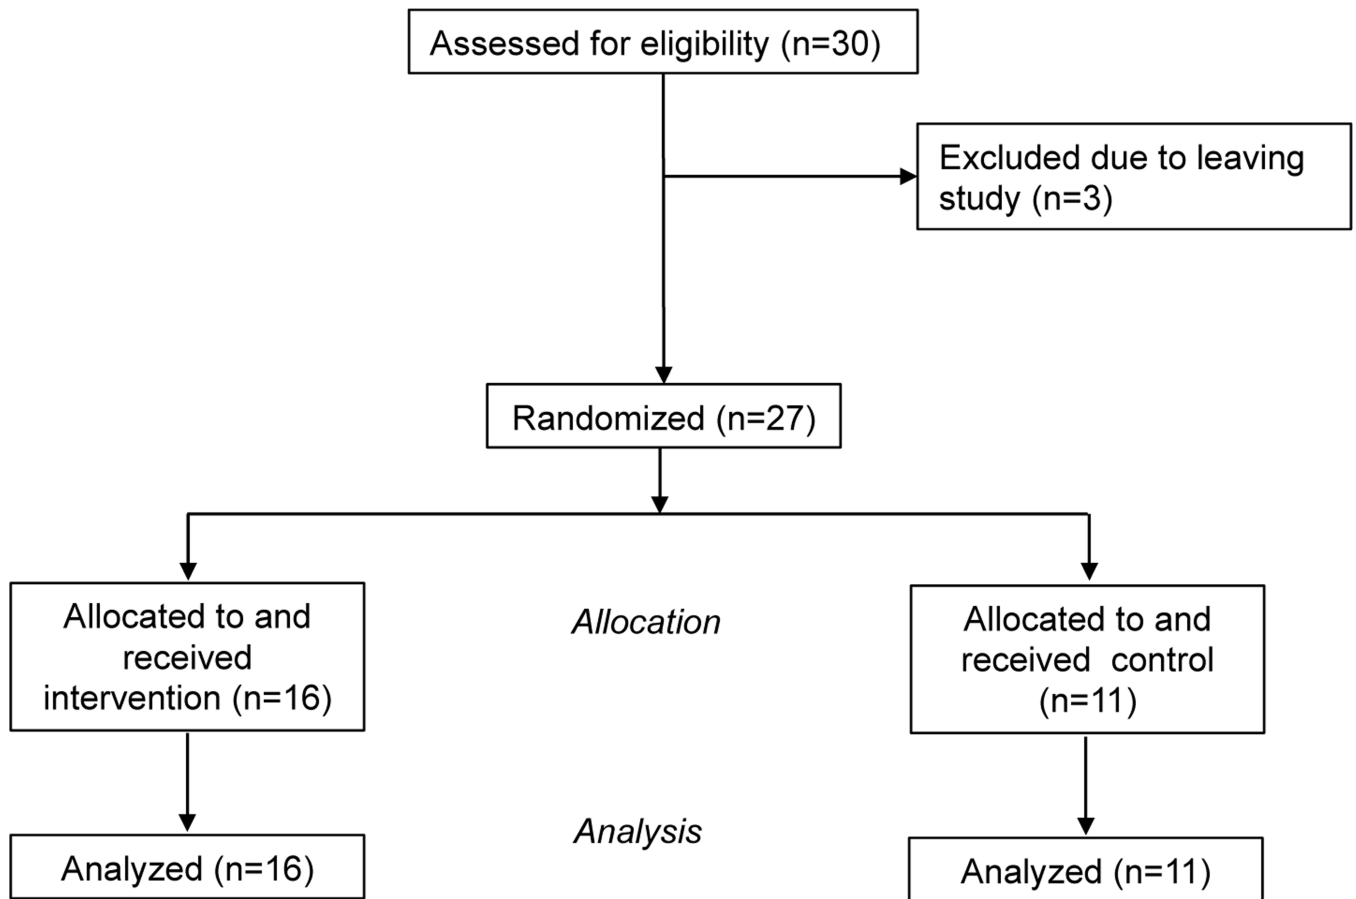 Assessed for eligibility (n=30)
Excluded due to leaving
study (n=3)
Randomized (n=27)
Allocated to and
received
intervention (n=16)
Allocation
Allocated to and
received  control
(n=11)
Analyzed (n=16)
Analysis
Analyzed (n=11)